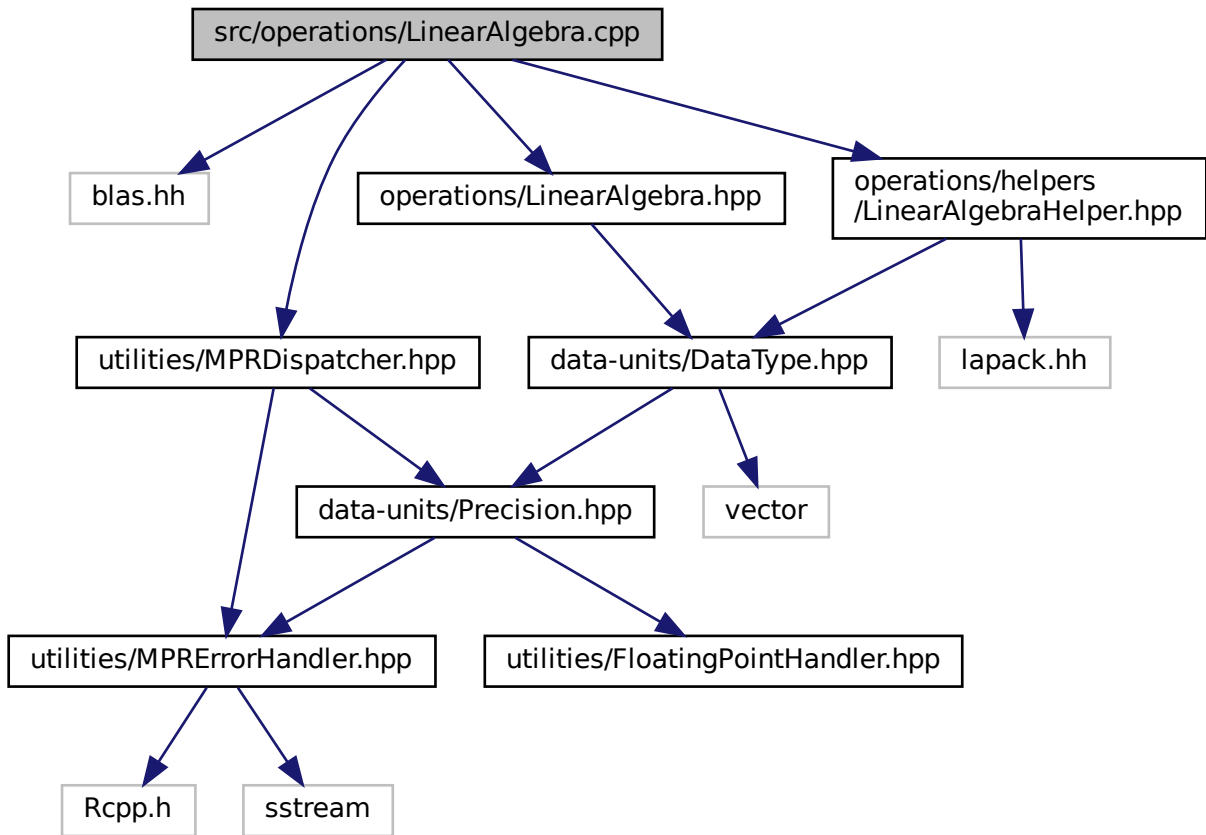 src/operations/LinearAlgebra.cpp
blas.hh
operations/LinearAlgebra.hpp
operations/helpers
/LinearAlgebraHelper.hpp
utilities/MPRDispatcher.hpp
data-units/DataType.hpp
lapack.hh
data-units/Precision.hpp
vector
utilities/MPRErrorHandler.hpp
utilities/FloatingPointHandler.hpp
Rcpp.h
sstream